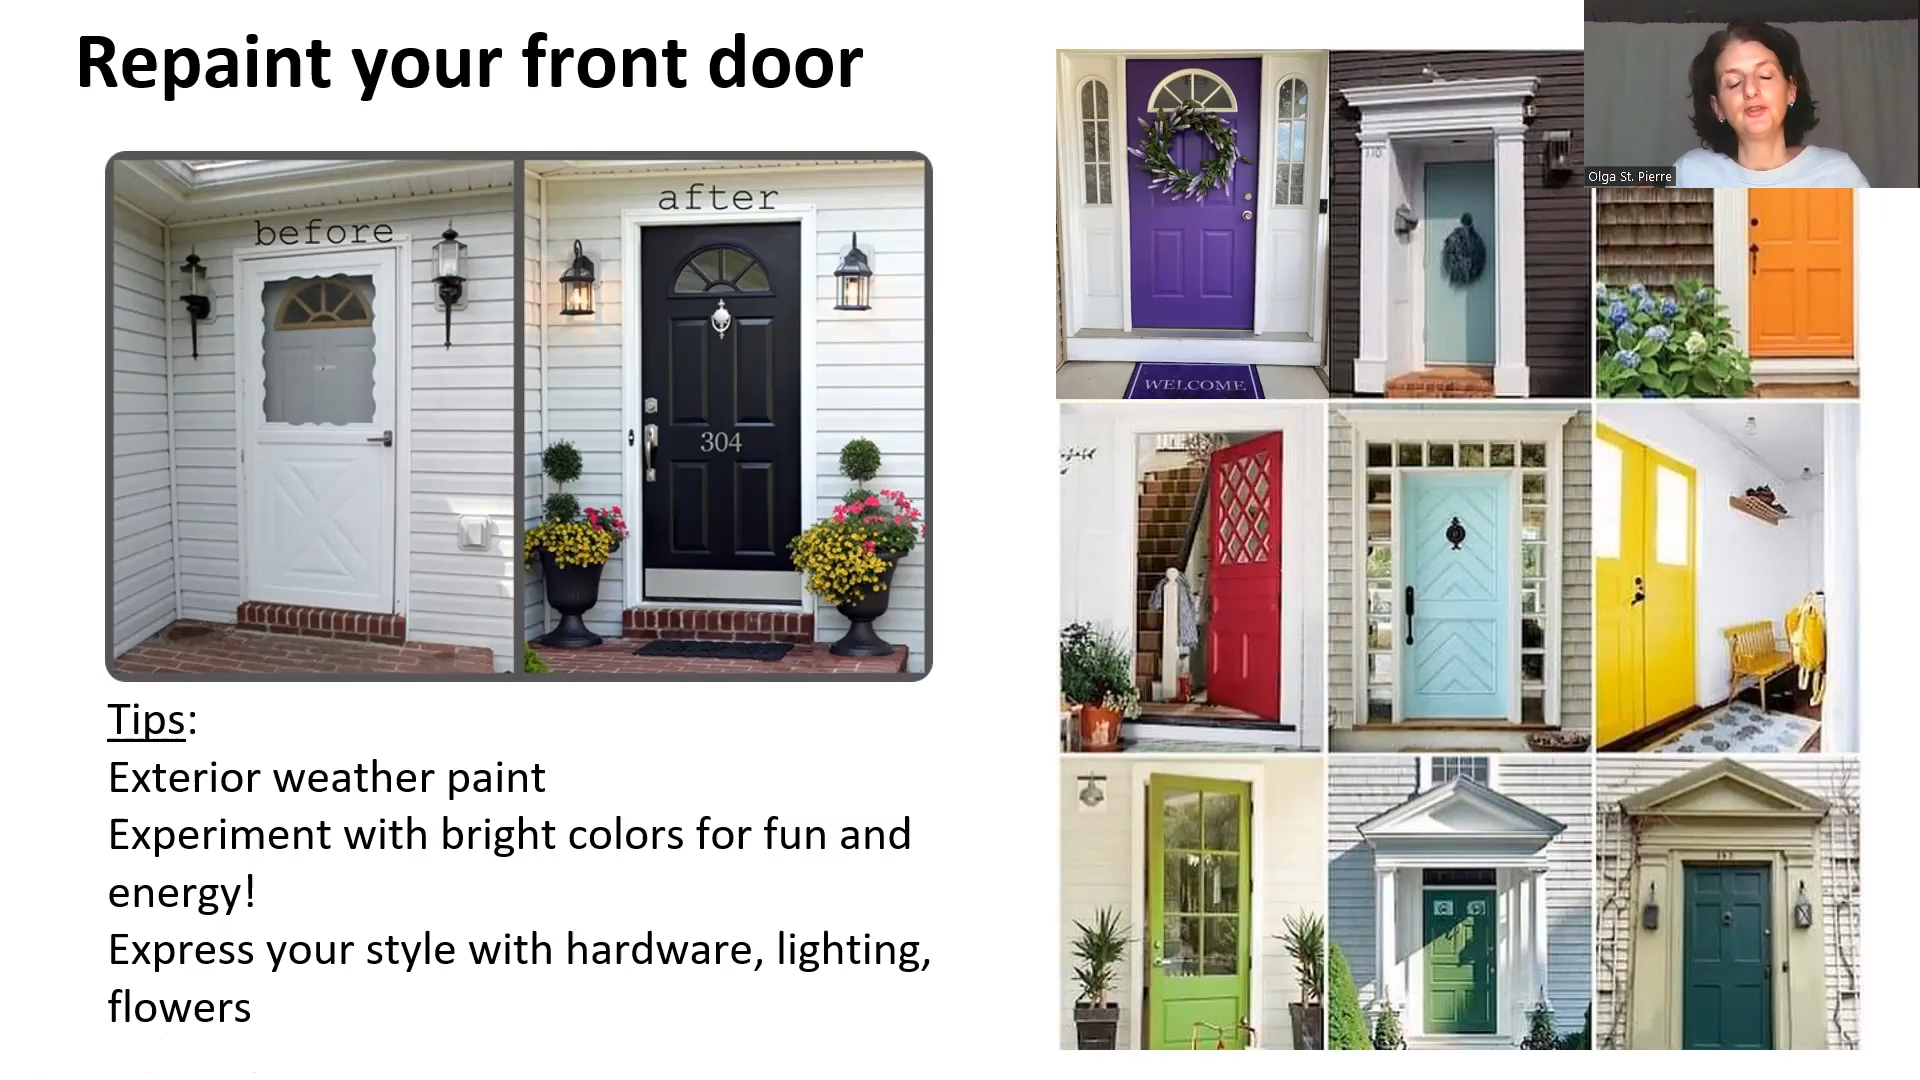 Repaint your front door
before
after
304
WELCOME
Olga St. Pierre
Tips:
Exterior weather paint
Experiment with bright colors for fun and
energy!
Express your style with hardware, lighting,
flowers